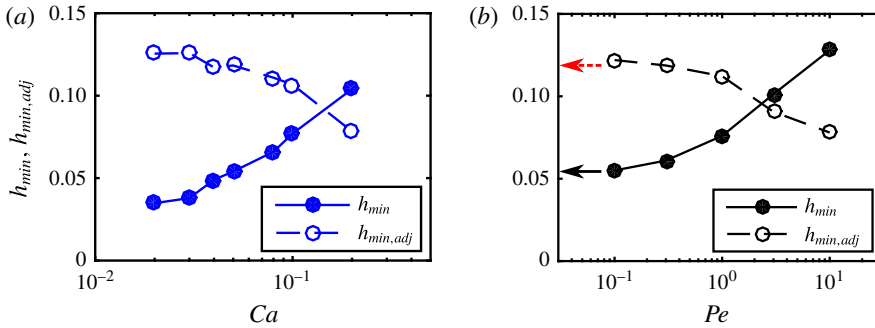 (a)
0.15
0.10
0.05
0
h_min, h_min,adj
h_min
h_min,adj
10^-2
10^-1
Ca
(b)
0.15
0.10
0.05
0
h_min
h_min,adj
10^-1
10^0
10^1
Pe